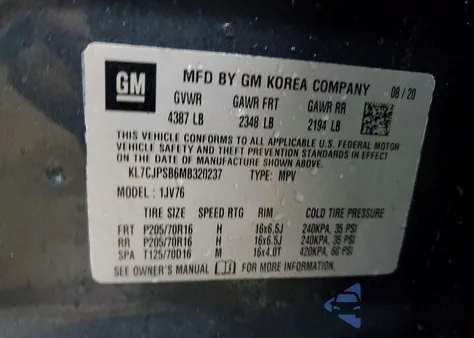 GM
MFD BY GM KOREA COMPANY
08/20
GVWR GAWR FRT GAWR RR
4387 LB 2348 LB 2194 LB
THIS VEHICLE CONFORMS TO ALL APPLICABLE U.S. FEDERAL MOTOR
VEHICLE SAFETY AND THEFT PREVENTION STANDARDS IN
EFFECT ON THE DATE OF MANUFACTURE SHOWN ABOVE.
KL7CJPSB6MB320237 TYPE: MPV
MODEL: 1JV76
TIRE SIZE SPEED RTG RIM COLD TIRE PRESSURE
FRT P205/70R16 H 16x6.5J 240KPA, 35 PSI
RR P205/70R16 H 16x6.5J 240KPA, 35 PSI
SPA T125/70D16 M 16x4.0T 420KPA, 60 PSI
SEE OWNER'S MANUAL FOR MORE INFORMATION.